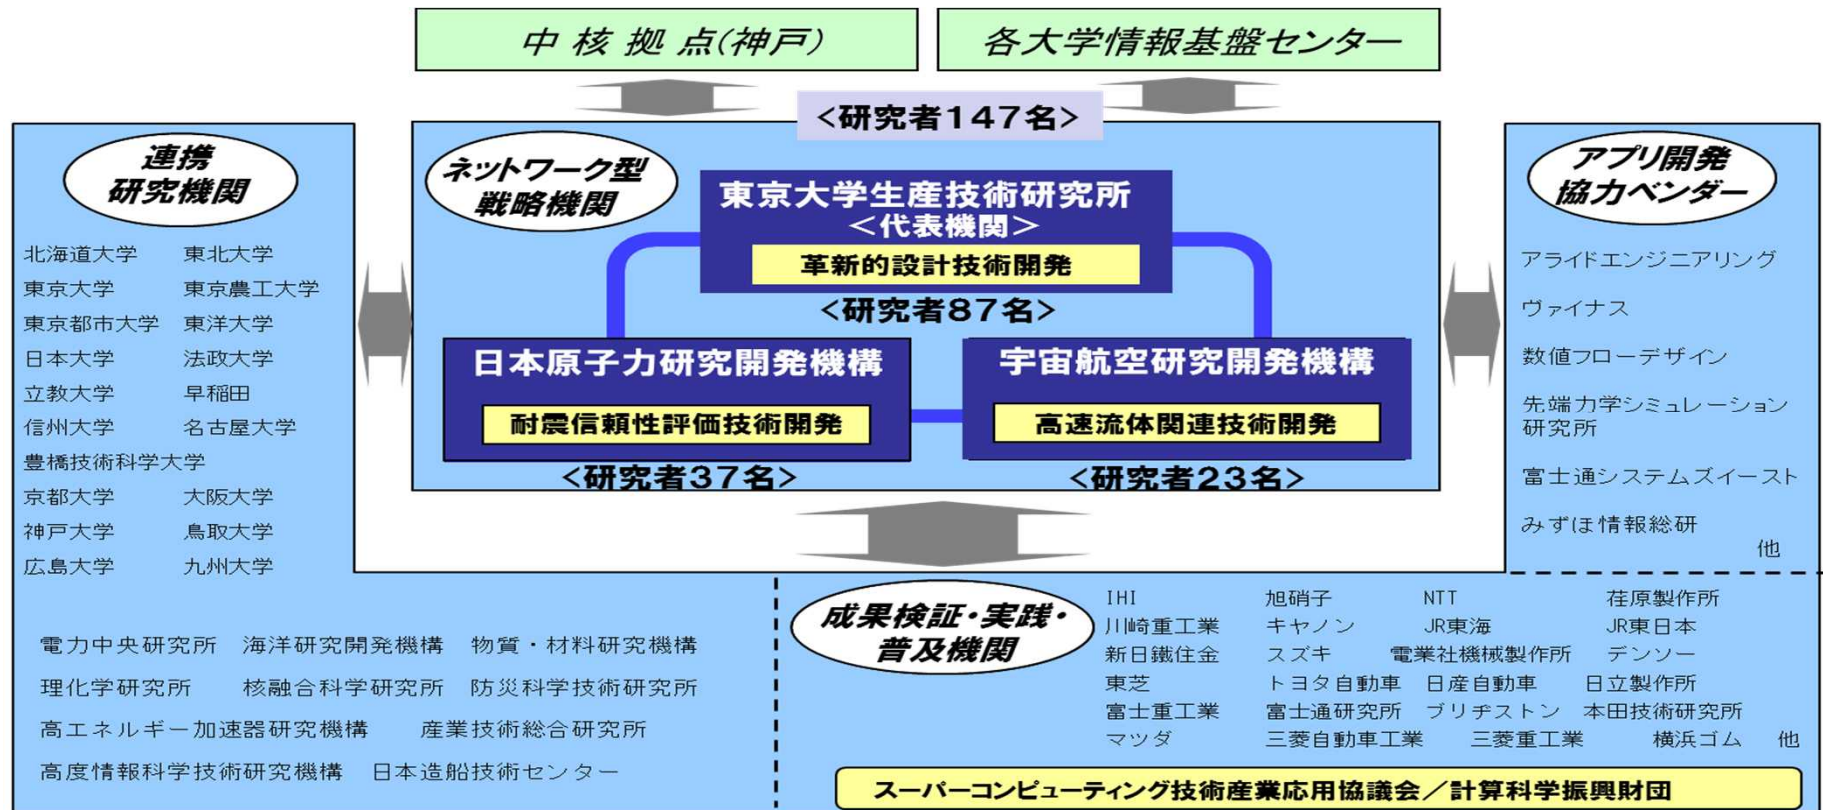 中核拠点(神戸)
各大学情報基盤センター
<研究者147名>
連携
研究機関
北海道大学 東北大学
東京大学 東京農工大学
東京都市大学 東洋大学
日本大学 法政大学
立教大学 早稲田
信州大学 名古屋大学
豊橋技術科学大学
京都大学 大阪大学
神戸大学 鳥取大学
広島大学 九州大学
電力中央研究所 海洋研究開発機構 物質・材料研究機構
理化学研究所 核融合科学研究所 防災科学技術研究所
高エネルギー加速器研究機構 産業技術総合研究所
高度情報科学技術研究機構 日本造船技術センター
ネットワーク型
戦略機関
東京大学生産技術研究所
<代表機関>
革新的設計技術開発
<研究者87名>
日本原子力研究開発機構
耐震信頼性評価技術開発
<研究者37名>
宇宙航空研究開発機構
高速流体関連技術開発
<研究者23名>
アプリ開発
協力ベンダー
アライドエンジニアリング
ヴァイナス
数値フローデザイン
先端力学シミュレーション
研究所
富士通システムズイースト
みずほ情報総研
他
成果検証・実践・
普及機関
IHI 旭硝子 NTT 荏原製作所
川崎重工業 キヤノン JR東海 JR東日本
新日鐵住金 スズキ 電業社機械製作所 デンソー
東芝 トヨタ自動車 日産自動車 日立製作所
富士重工業 富士通研究所 ブリヂストン 本田技術研究所
マツダ 三菱自動車工業 三菱重工業 横浜ゴム 他
スーパーコンピューティング技術産業応用協議会/計算科学振興財団